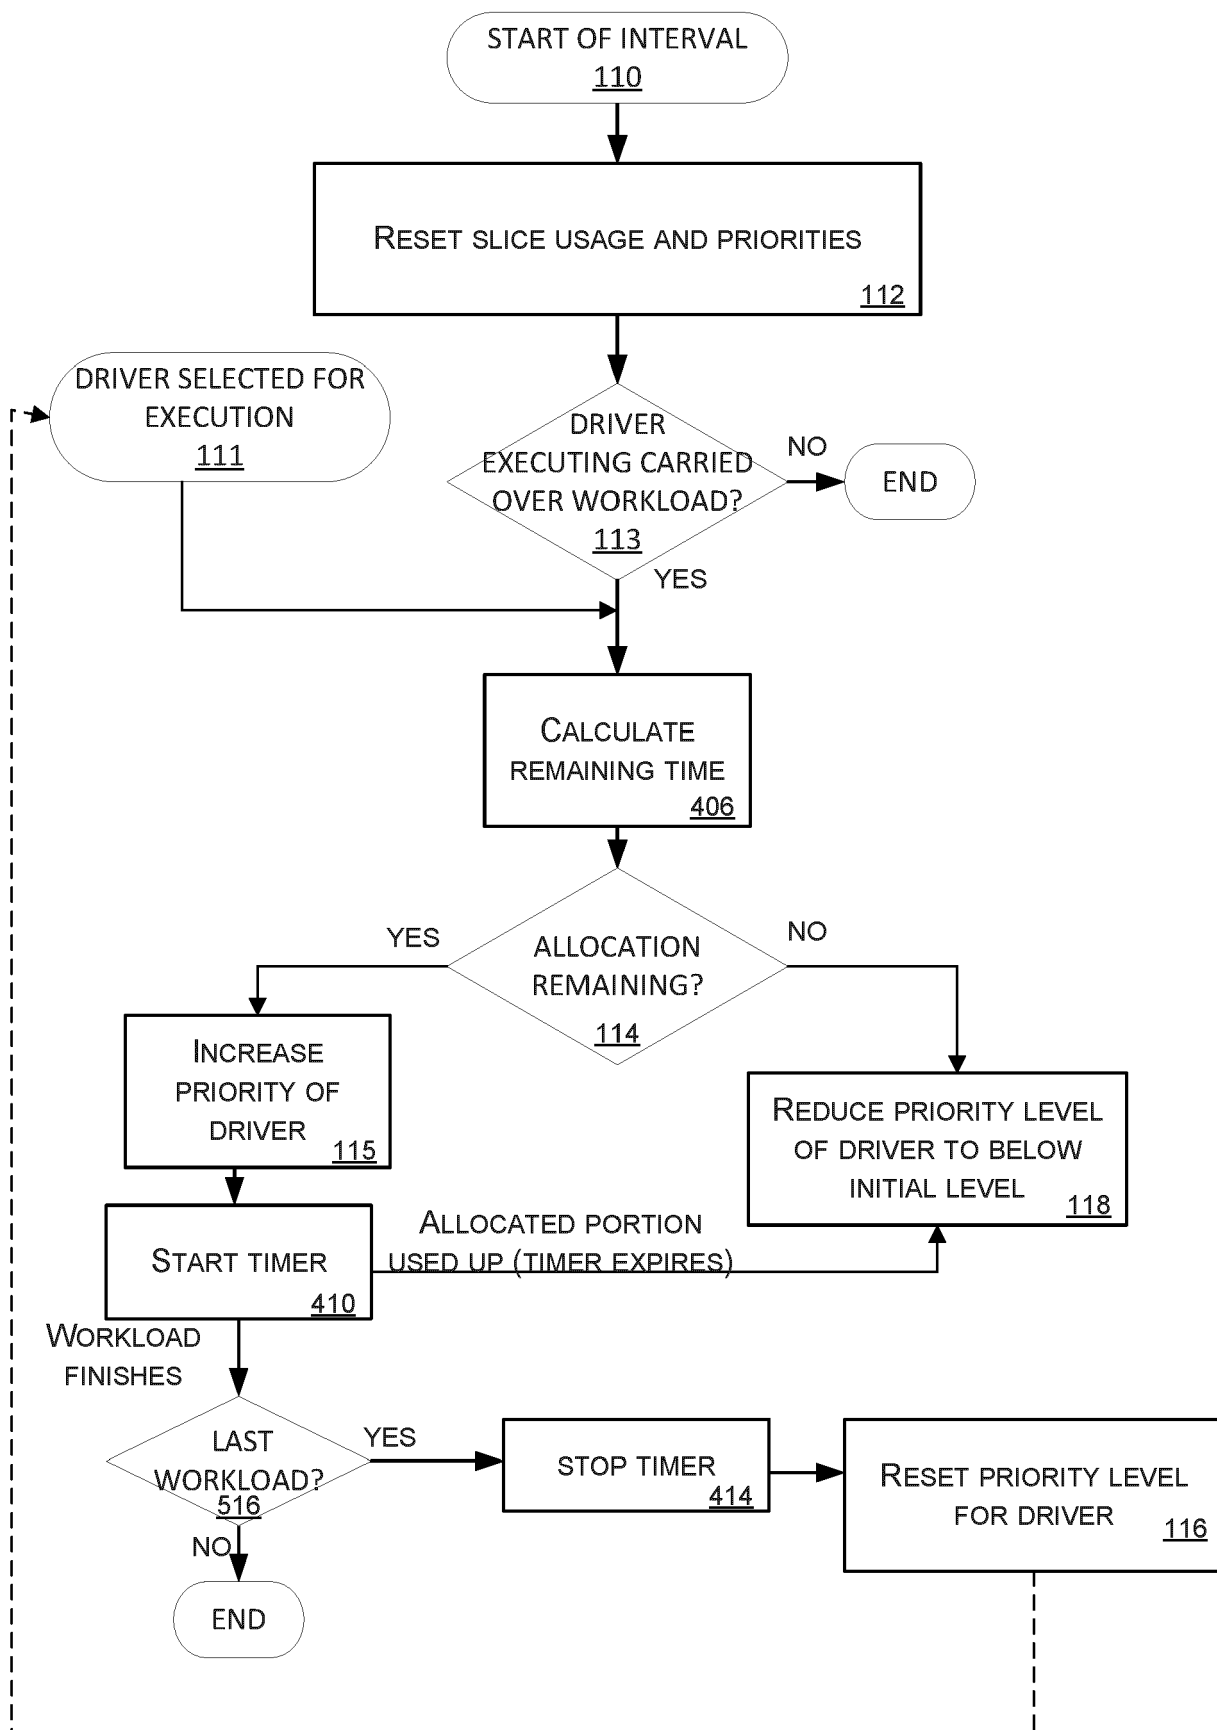 START OF INTERVAL
110
RESET SLICE USAGE AND PRIORITIES
112
DRIVER SELECTED FOR
EXECUTION
111
DRIVER
EXECUTING CARRIED
OVER WORKLOAD?
113
NO
END
YES
CALCULATE
REMAINING TIME
406
YES
ALLOCATION
REMAINING?
114
NO
INCREASE
PRIORITY OF
DRIVER
115
REDUCE PRIORITY LEVEL
OF DRIVER TO BELOW
INITIAL LEVEL
118
START TIMER
410
ALLOCATED PORTION
USED UP (TIMER EXPIRES)
WORKLOAD
FINISHES
LAST
WORKLOAD?
516
YES
STOP TIMER
414
RESET PRIORITY LEVEL
FOR DRIVER
116
NO
END